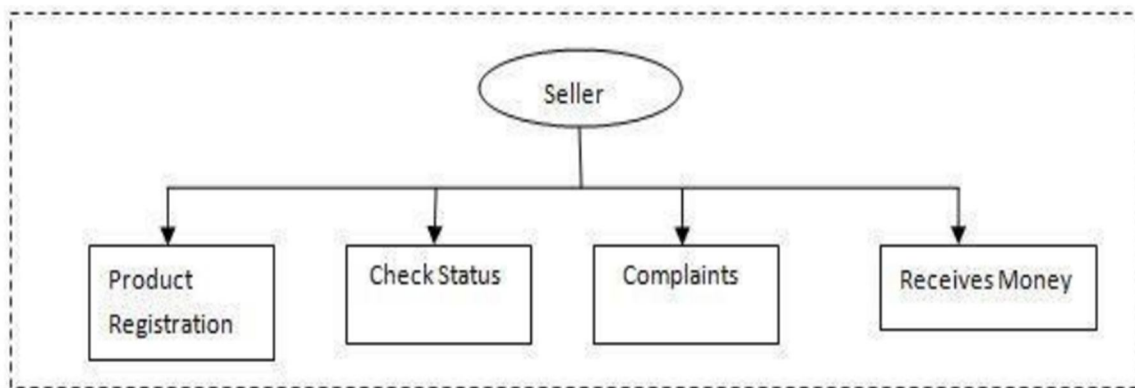 Seller
Product
Registration
Check Status
Complaints
Receives Money